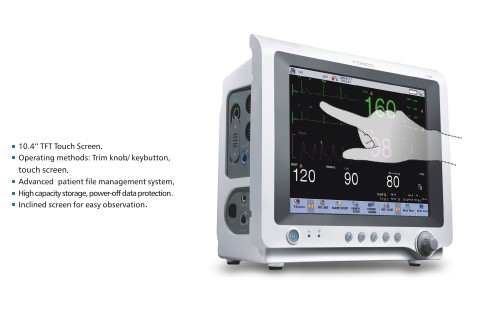 10.4" TFT Touch Screen.
Operating methods: Trim knob/ keybutton,
touch screen.
Advanced patient file management system,
High capacity storage, power-off data protection.
Inclined screen for easy observation.
160
98
120
90
80